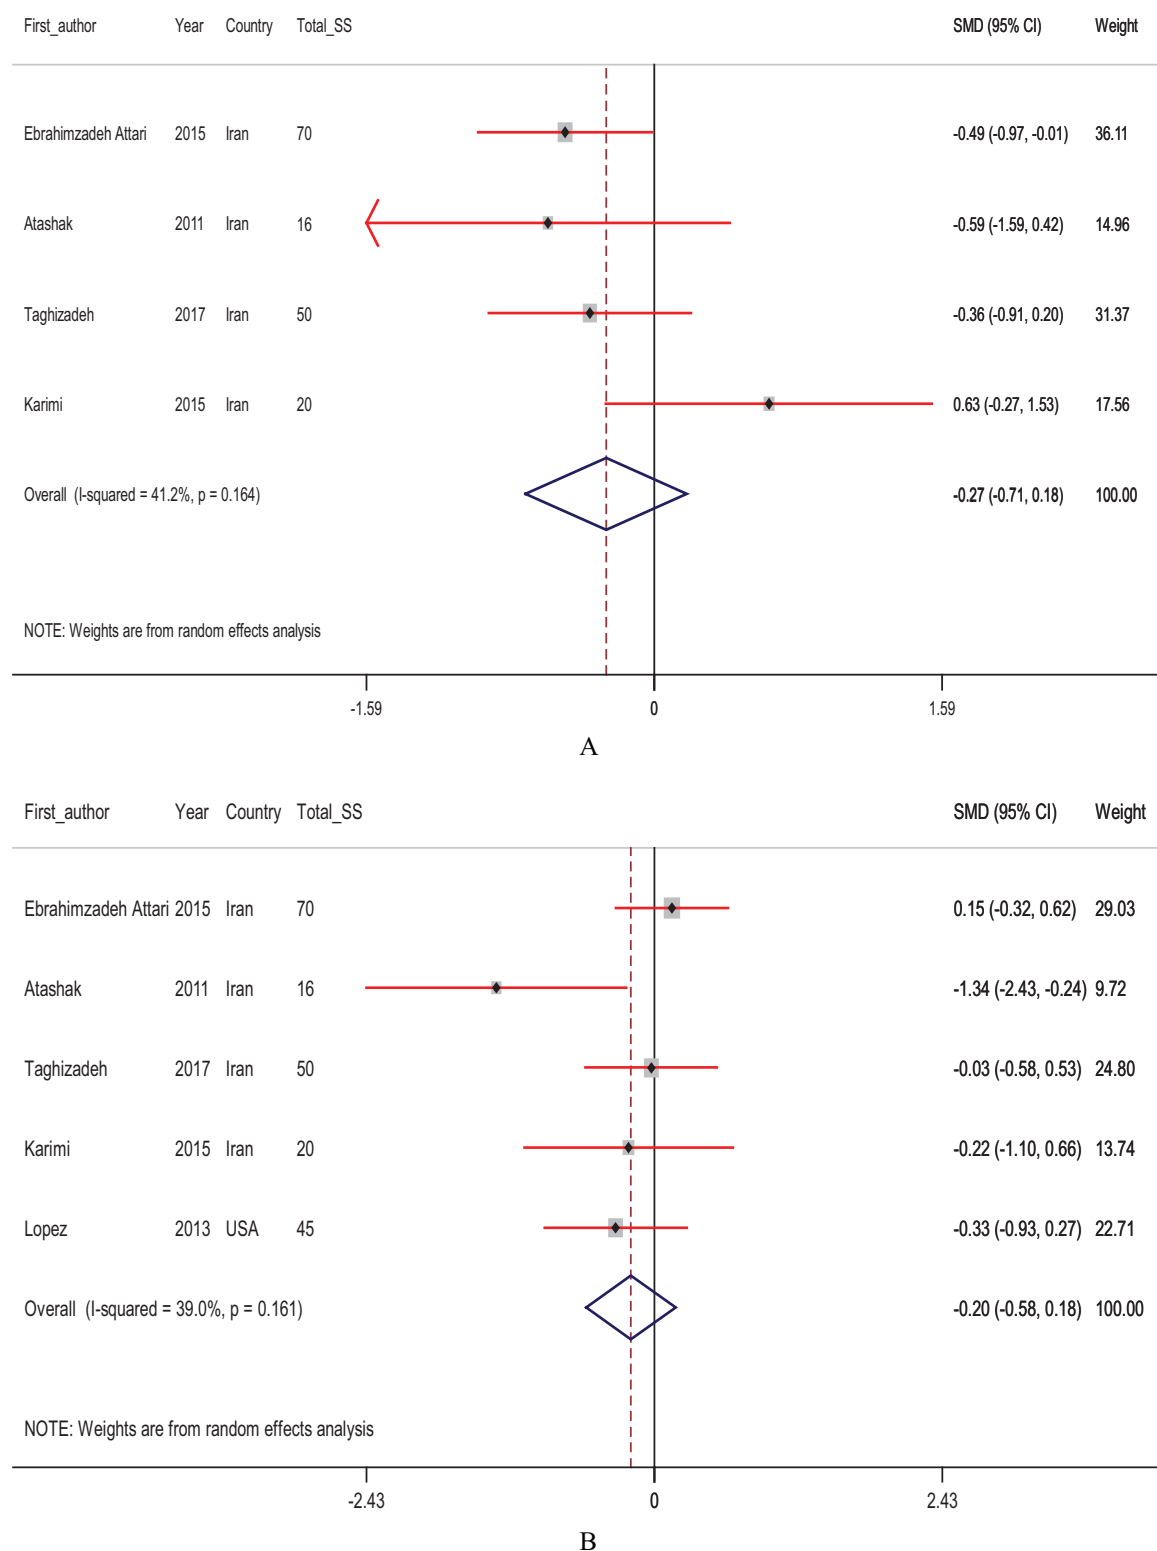 First_author Year Country Total_SS SMD (95% CI) Weight
Ebrahimzadeh Attari 2015 Iran 70 -0.49 (-0.97, -0.01) 36.11
Atashak 2011 Iran 16 -0.59 (-1.59, 0.42) 14.96
Taghizadeh 2017 Iran 50 -0.36 (-0.91, 0.20) 31.37
Karimi 2015 Iran 20 0.63 (-0.27, 1.53) 17.56
Overall (I-squared = 41.2%, p = 0.164) -0.27 (-0.71, 0.18) 100.00
NOTE: Weights are from random effects analysis
-1.59 0 1.59
A
First_author Year Country Total_SS SMD (95% CI) Weight
Ebrahimzadeh Attari 2015 Iran 70 0.15 (-0.32, 0.62) 29.03
Atashak 2011 Iran 16 -1.34 (-2.43, -0.24) 9.72
Taghizadeh 2017 Iran 50 -0.03 (-0.58, 0.53) 24.80
Karimi 2015 Iran 20 -0.22 (-1.10, 0.66) 13.74
Lopez 2013 USA 45 -0.33 (-0.93, 0.27) 22.71
Overall (I-squared = 39.0%, p = 0.161) -0.20 (-0.58, 0.18) 100.00
NOTE: Weights are from random effects analysis
-2.43 0 2.43
B